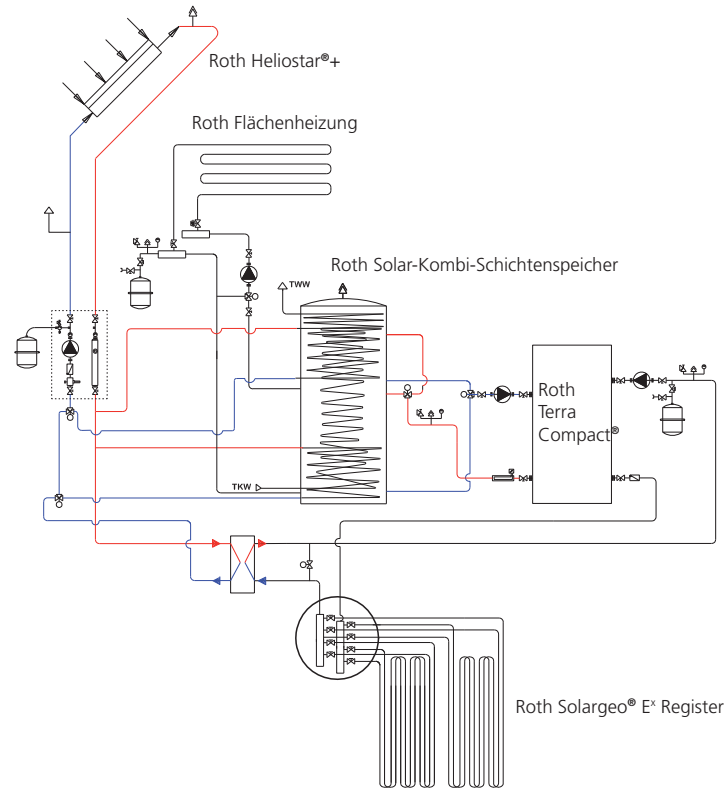 Roth Heliostar®+
Roth Flächenheizung
Roth Solar-Kombi-Schichtenspeicher
TWW
Roth
Terra
Compact®
TKW
Roth Solargeo® Eˣ Register